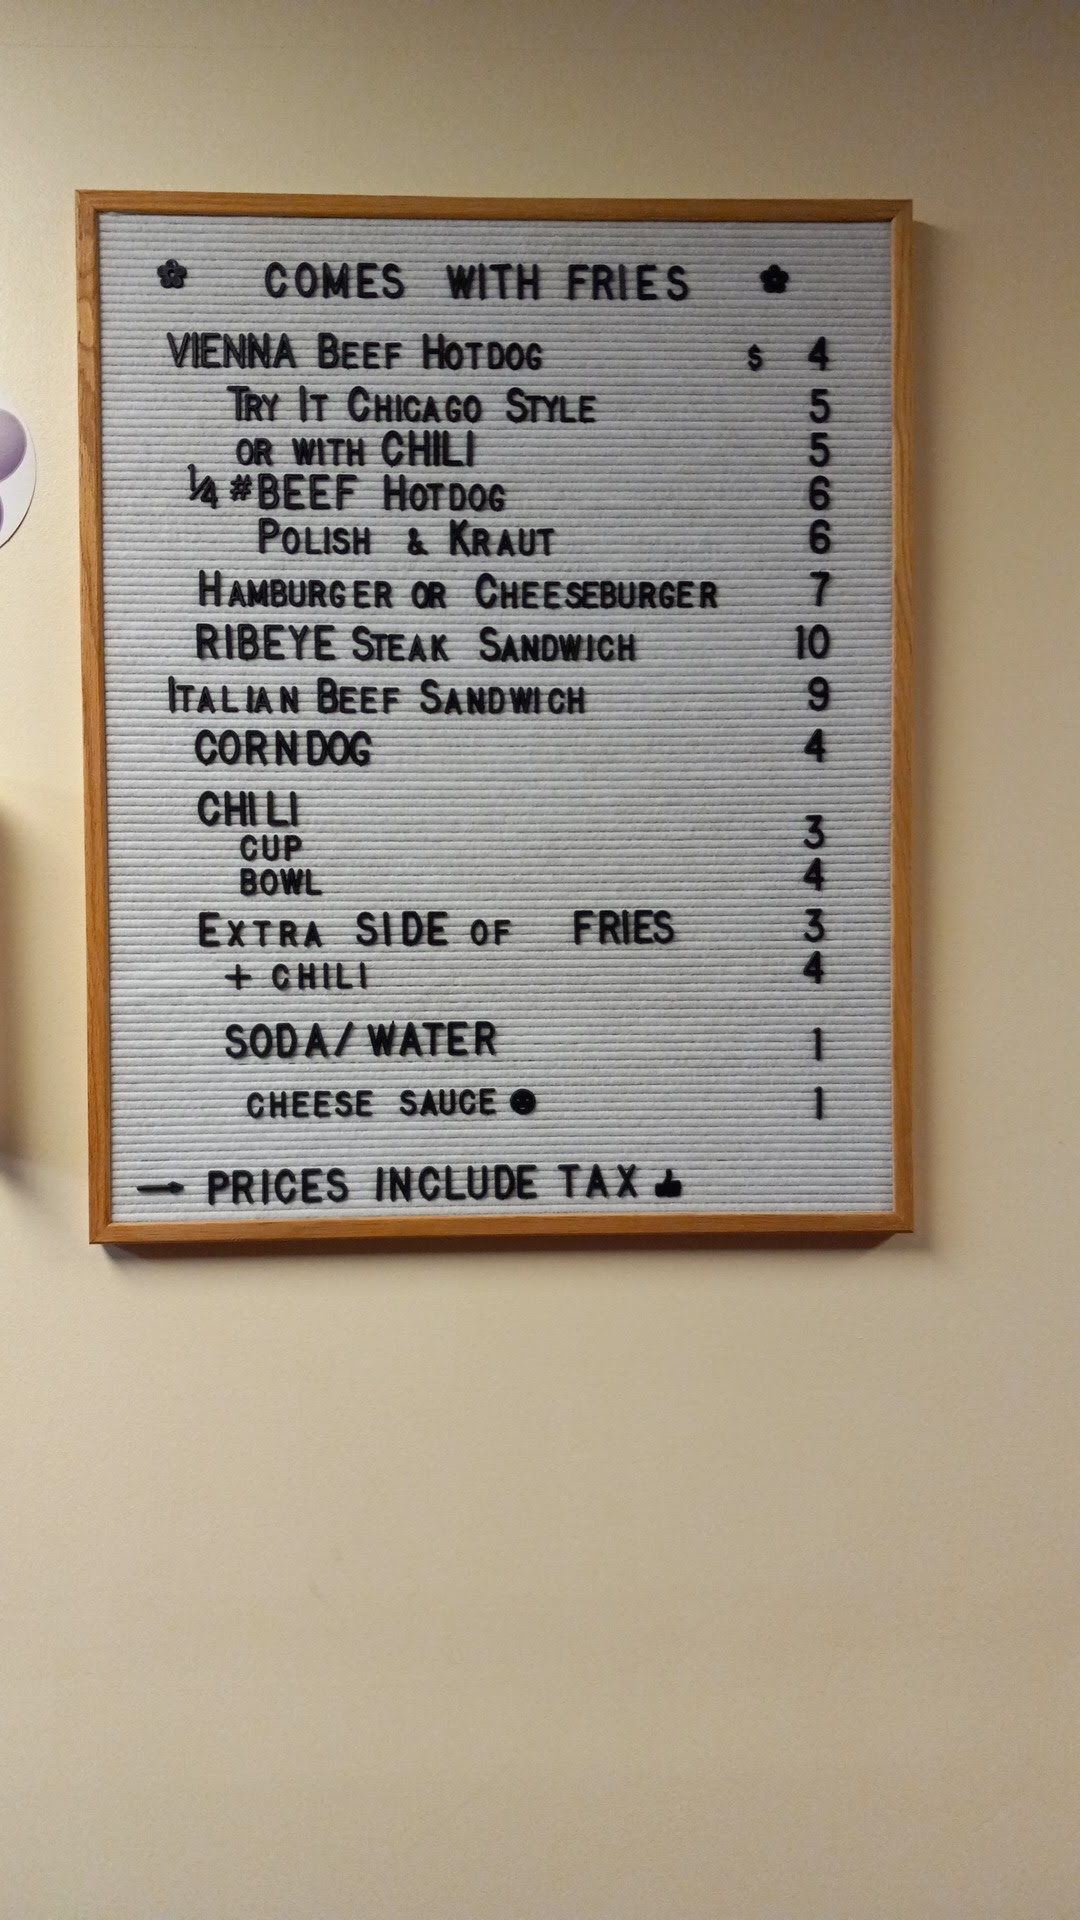 COMES WITH FRIES
VIENNA BEEF HOTDOG $ 4
TRY IT CHICAGO STYLE 5
OR WITH CHILI 5
1/4 #BEEF HOTDOG 6
POLISH & KRAUT 6
HAMBURGER OR CHEESEBURGER 7
RIBEYE STEAK SANDWICH 10
ITALIAN BEEF SANDWICH 9
CORNDOG 4
CHILI
CUP 3
BOWL 4
EXTRA SIDE OF FRIES 3
+ CHILI 4
SODA/WATER 1
CHEESE SAUCE 1
PRICES INCLUDE TAX